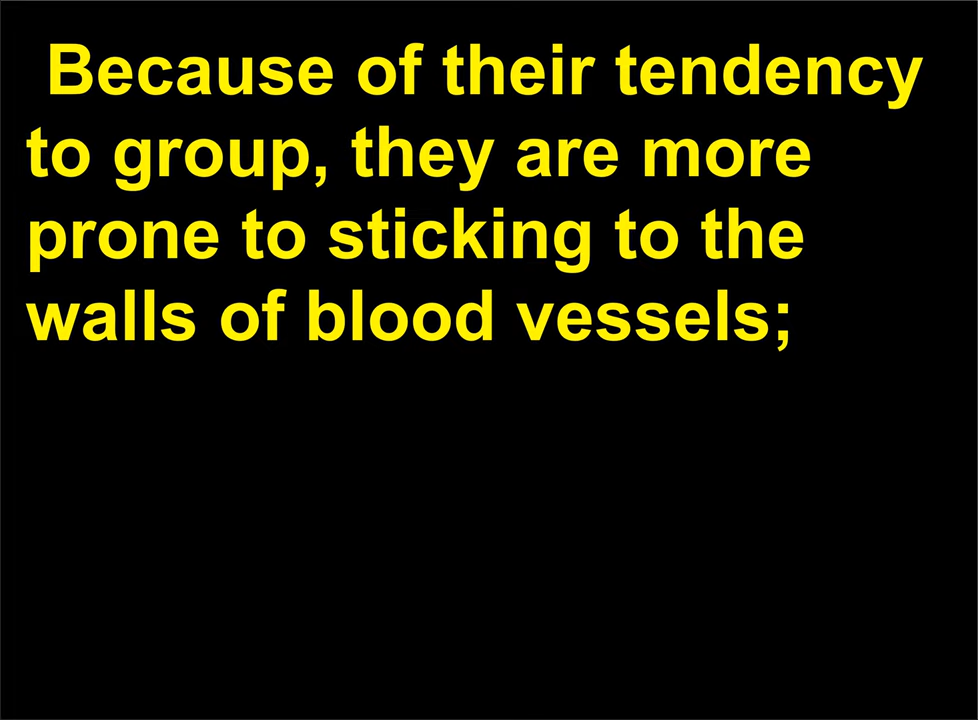 Because of their tendency
to group, they are more
prone to sticking to the
walls of blood vessels;